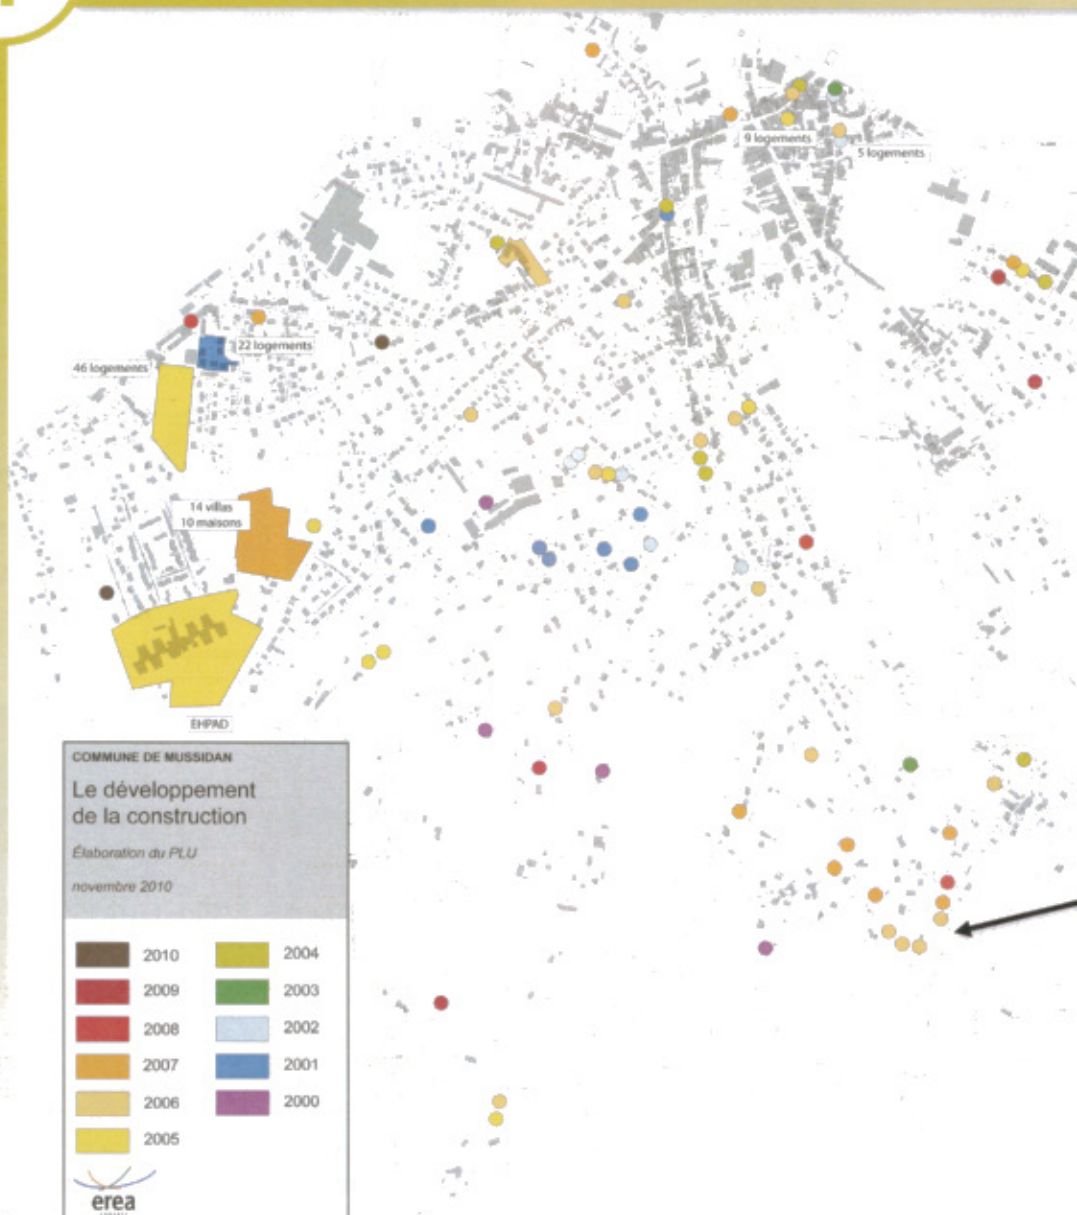 9 logements
5 logements
22 logements
46 logements
14 villas
10 maisons
EHPAD
COMMUNE DE MUSSIDAN
Le développement
de la construction
Élaboration du PLU
novembre 2010
2010
2009
2008
2007
2006
2005
2004
2003
2002
2001
2000
erea